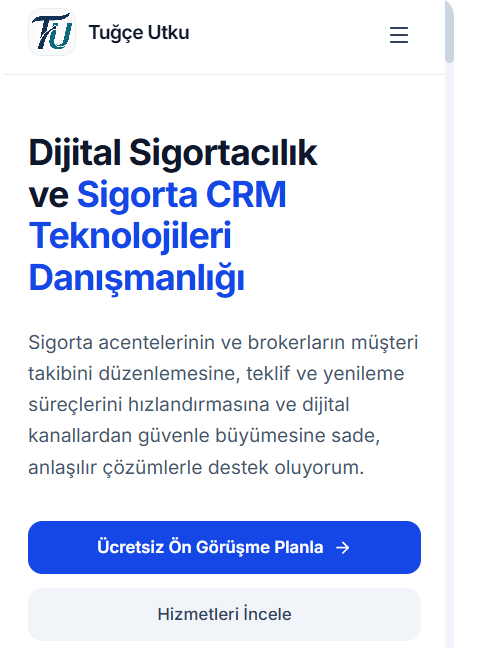 TU
Tuğçe Utku
Dijital Sigortacılık
ve Sigorta CRM
Teknolojileri
Danışmanlığı
Sigorta acentelerinin ve brokerların müşteri
takibini düzenlemesine, teklif ve yenileme
süreçlerini hızlandırmasına ve dijital
kanallardan güvenle büyümesine sade,
anlaşılır çözümlerle destek oluyorum.
Ücretsiz Ön Görüşme Planla →
Hizmetleri İncele